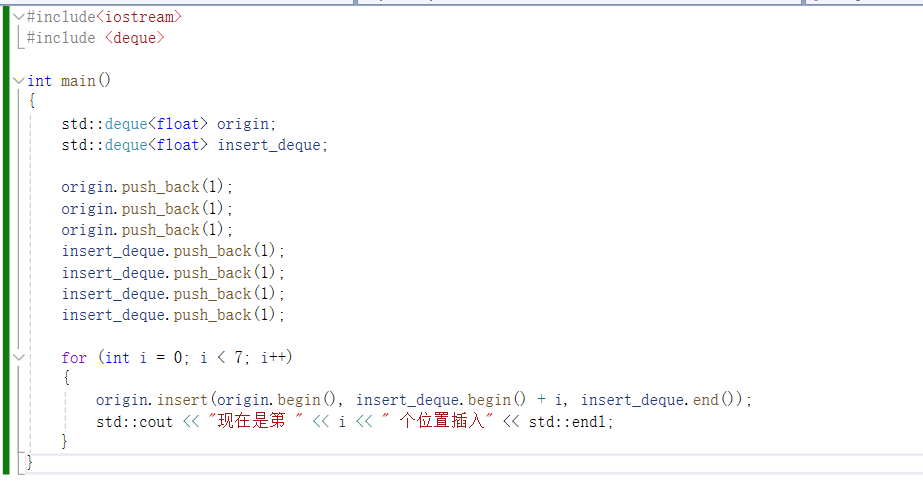 #include<iostream>
#include <deque>
int main()
{
std::deque<float> origin;
std::deque<float> insert_deque;
origin.push_back(1);
origin.push_back(1);
origin.push_back(1);
insert_deque.push_back(1);
insert_deque.push_back(1);
insert_deque.push_back(1);
insert_deque.push_back(1);
for (int i = 0; i < 7; i++)
{
origin.insert(origin.begin(), insert_deque.begin() + i, insert_deque.end());
std::cout << "现在是第 " << i << " 个位置插入" << std::endl;
}
}